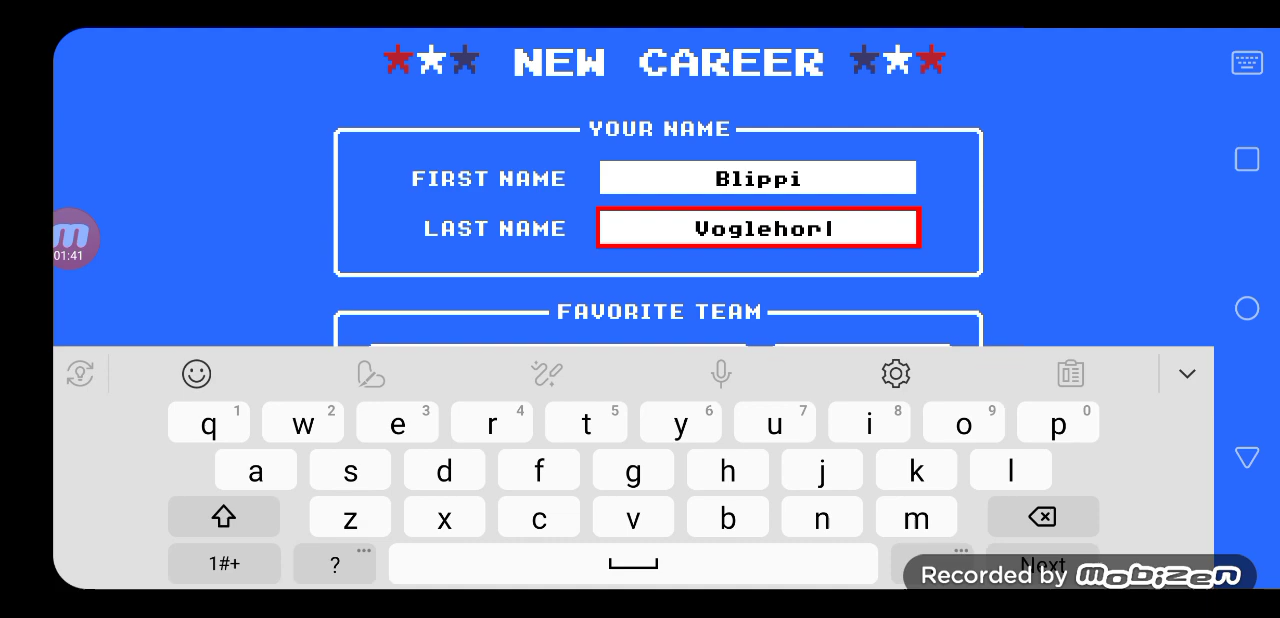 NEW CAREER
YOUR NAME
FIRST NAME Blippi
LAST NAME Voglehor
FAVORITE TEAM
m
01:41
q 1 w 2 e 3 r 4 t 5 y 6 u 7 i 8 o 9 p 0
a s d f g h j k l
z x c v b n m
1#+ ? Next
Recorded by mobizen